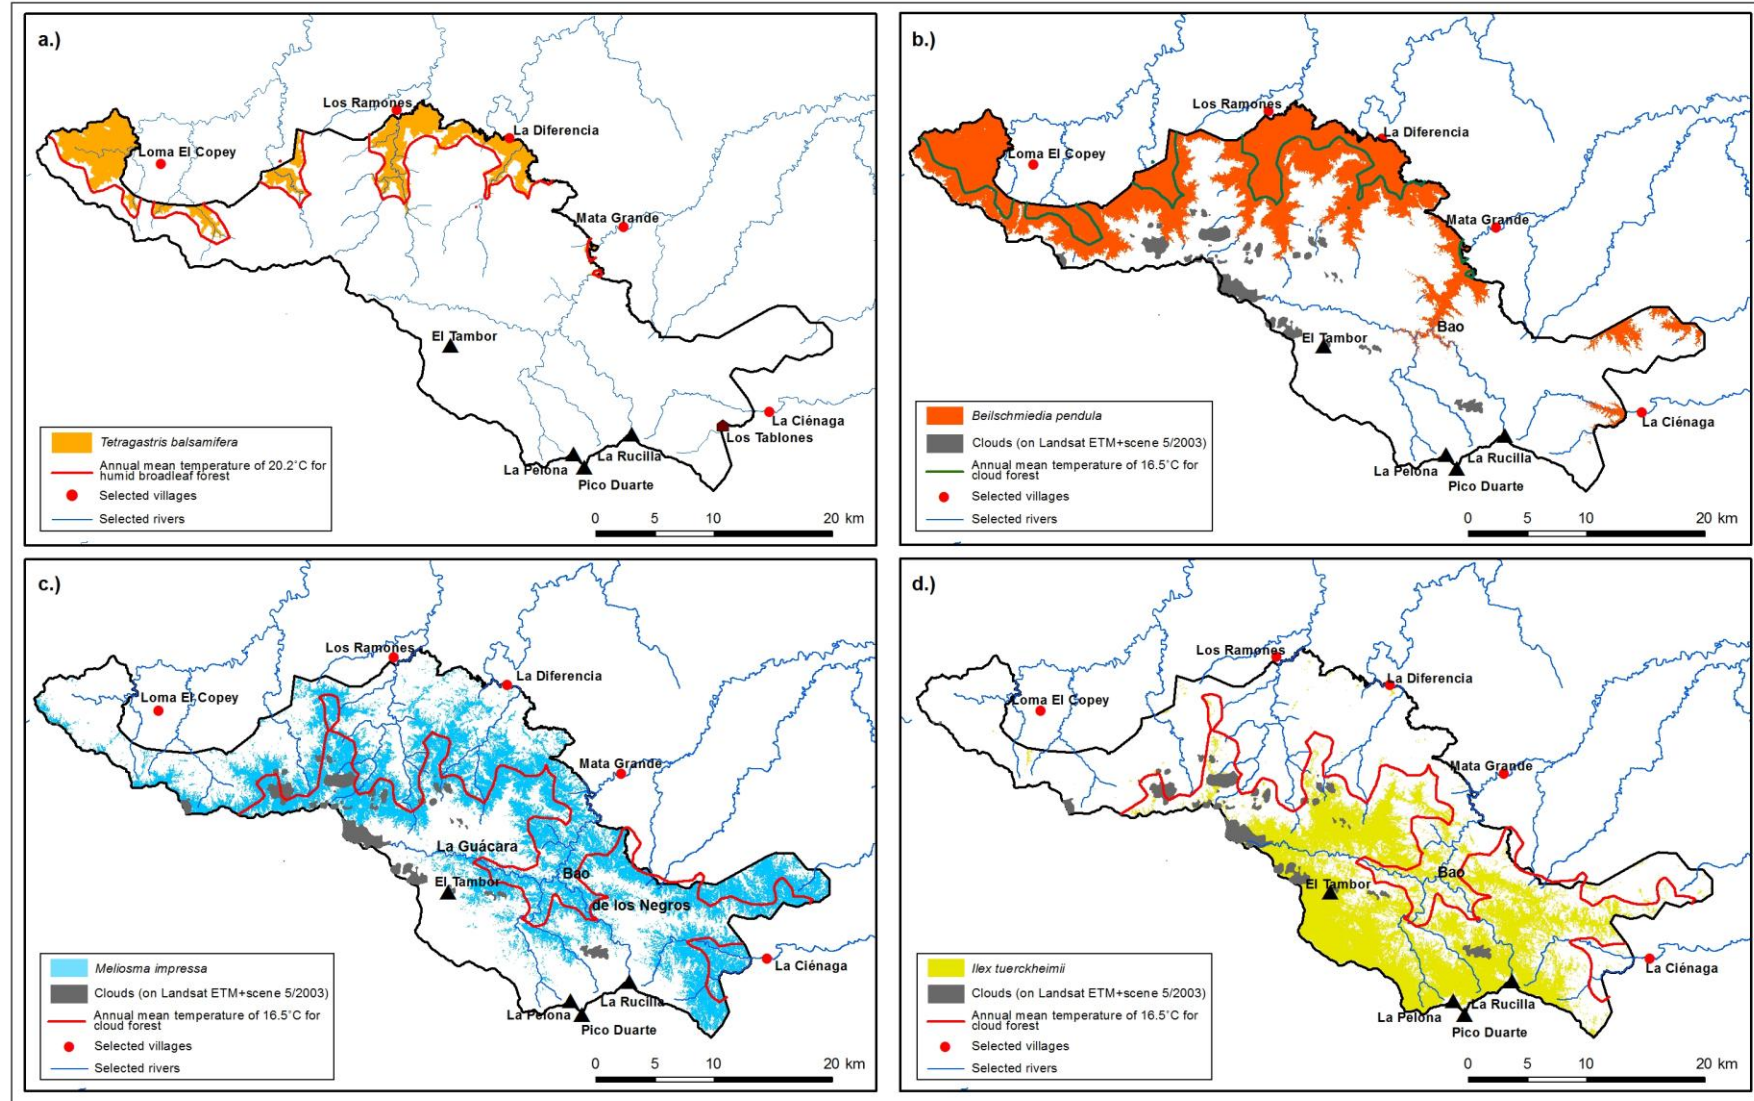 a.)
Los Ramones
La Diferencia
Loma El Copey
Mata Grande
El Tambor
La Ciénaga
Los Tablones
La Rucilla
La Pelona
Pico Duarte
Tetragastris balsamifera
Annual mean temperature of 20.2°C for
humid broadleaf forest
Selected villages
Selected rivers
0 5 10 20 km
b.)
Los Ramones
La Diferencia
Loma El Copey
Mata Grande
Bao
El Tambor
La Ciénaga
La Rucilla
La Pelona
Pico Duarte
Beilschmiedia pendula
Clouds (on Landsat ETM+scene 5/2003)
Annual mean temperature of 16.5°C for
cloud forest
Selected villages
Selected rivers
0 5 10 20 km
c.)
Los Ramones
La Diferencia
Loma El Copey
Mata Grande
La Guácara
Bao
El Tambor
de los Negros
La Ciénaga
La Rucilla
La Pelona
Pico Duarte
Meliosma impressa
Clouds (on Landsat ETM+scene 5/2003)
Annual mean temperature of 16.5°C for
cloud forest
Selected villages
Selected rivers
0 5 10 20 km
d.)
Los Ramones
La Diferencia
Loma El Copey
Mata Grande
Bao
El Tambor
La Ciénaga
La Rucilla
La Pelona
Pico Duarte
Ilex tuerckheimii
Clouds (on Landsat ETM+scene 5/2003)
Annual mean temperature of 16.5°C for
cloud forest
Selected villages
Selected rivers
0 5 10 20 km